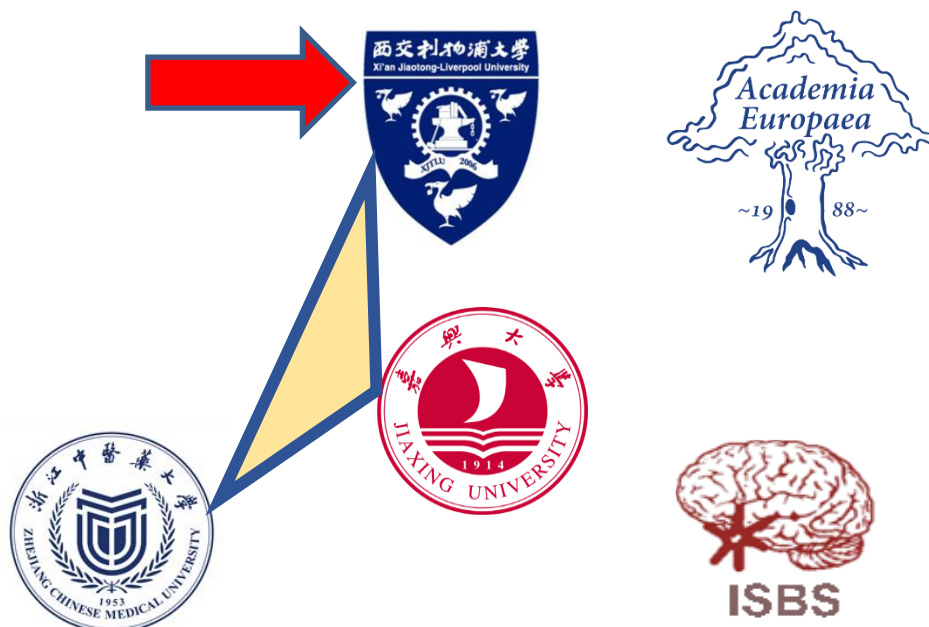 西交利物浦大學
Xi'an Jiaotong-Liverpool University
XJTLU 2006
Academia
Europaea
~19 88~
嘉興大學
1914
JIAXING UNIVERSITY
浙江中醫藥大學
1953
ZHEJIANG CHINESE MEDICAL UNIVERSITY
ISBS